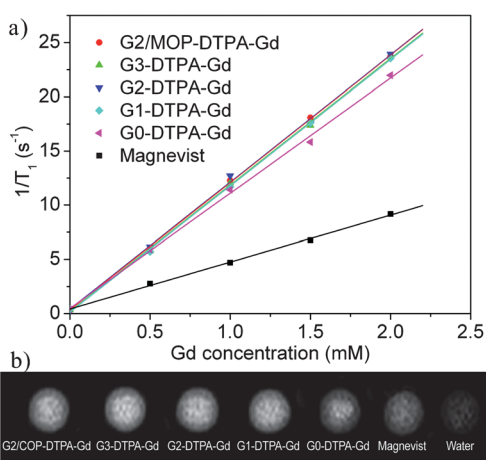 a)
G2/MOP-DTPA-Gd
G3-DTPA-Gd
G2-DTPA-Gd
G1-DTPA-Gd
G0-DTPA-Gd
Magnevist
1/T₁ (s⁻¹)
25
20
15
10
5
0
0.0 0.5 1.0 1.5 2.0 2.5
Gd concentration (mM)
b)
G2/COP-DTPA-Gd G3-DTPA-Gd G2-DTPA-Gd G1-DTPA-Gd G0-DTPA-Gd Magnevist Water